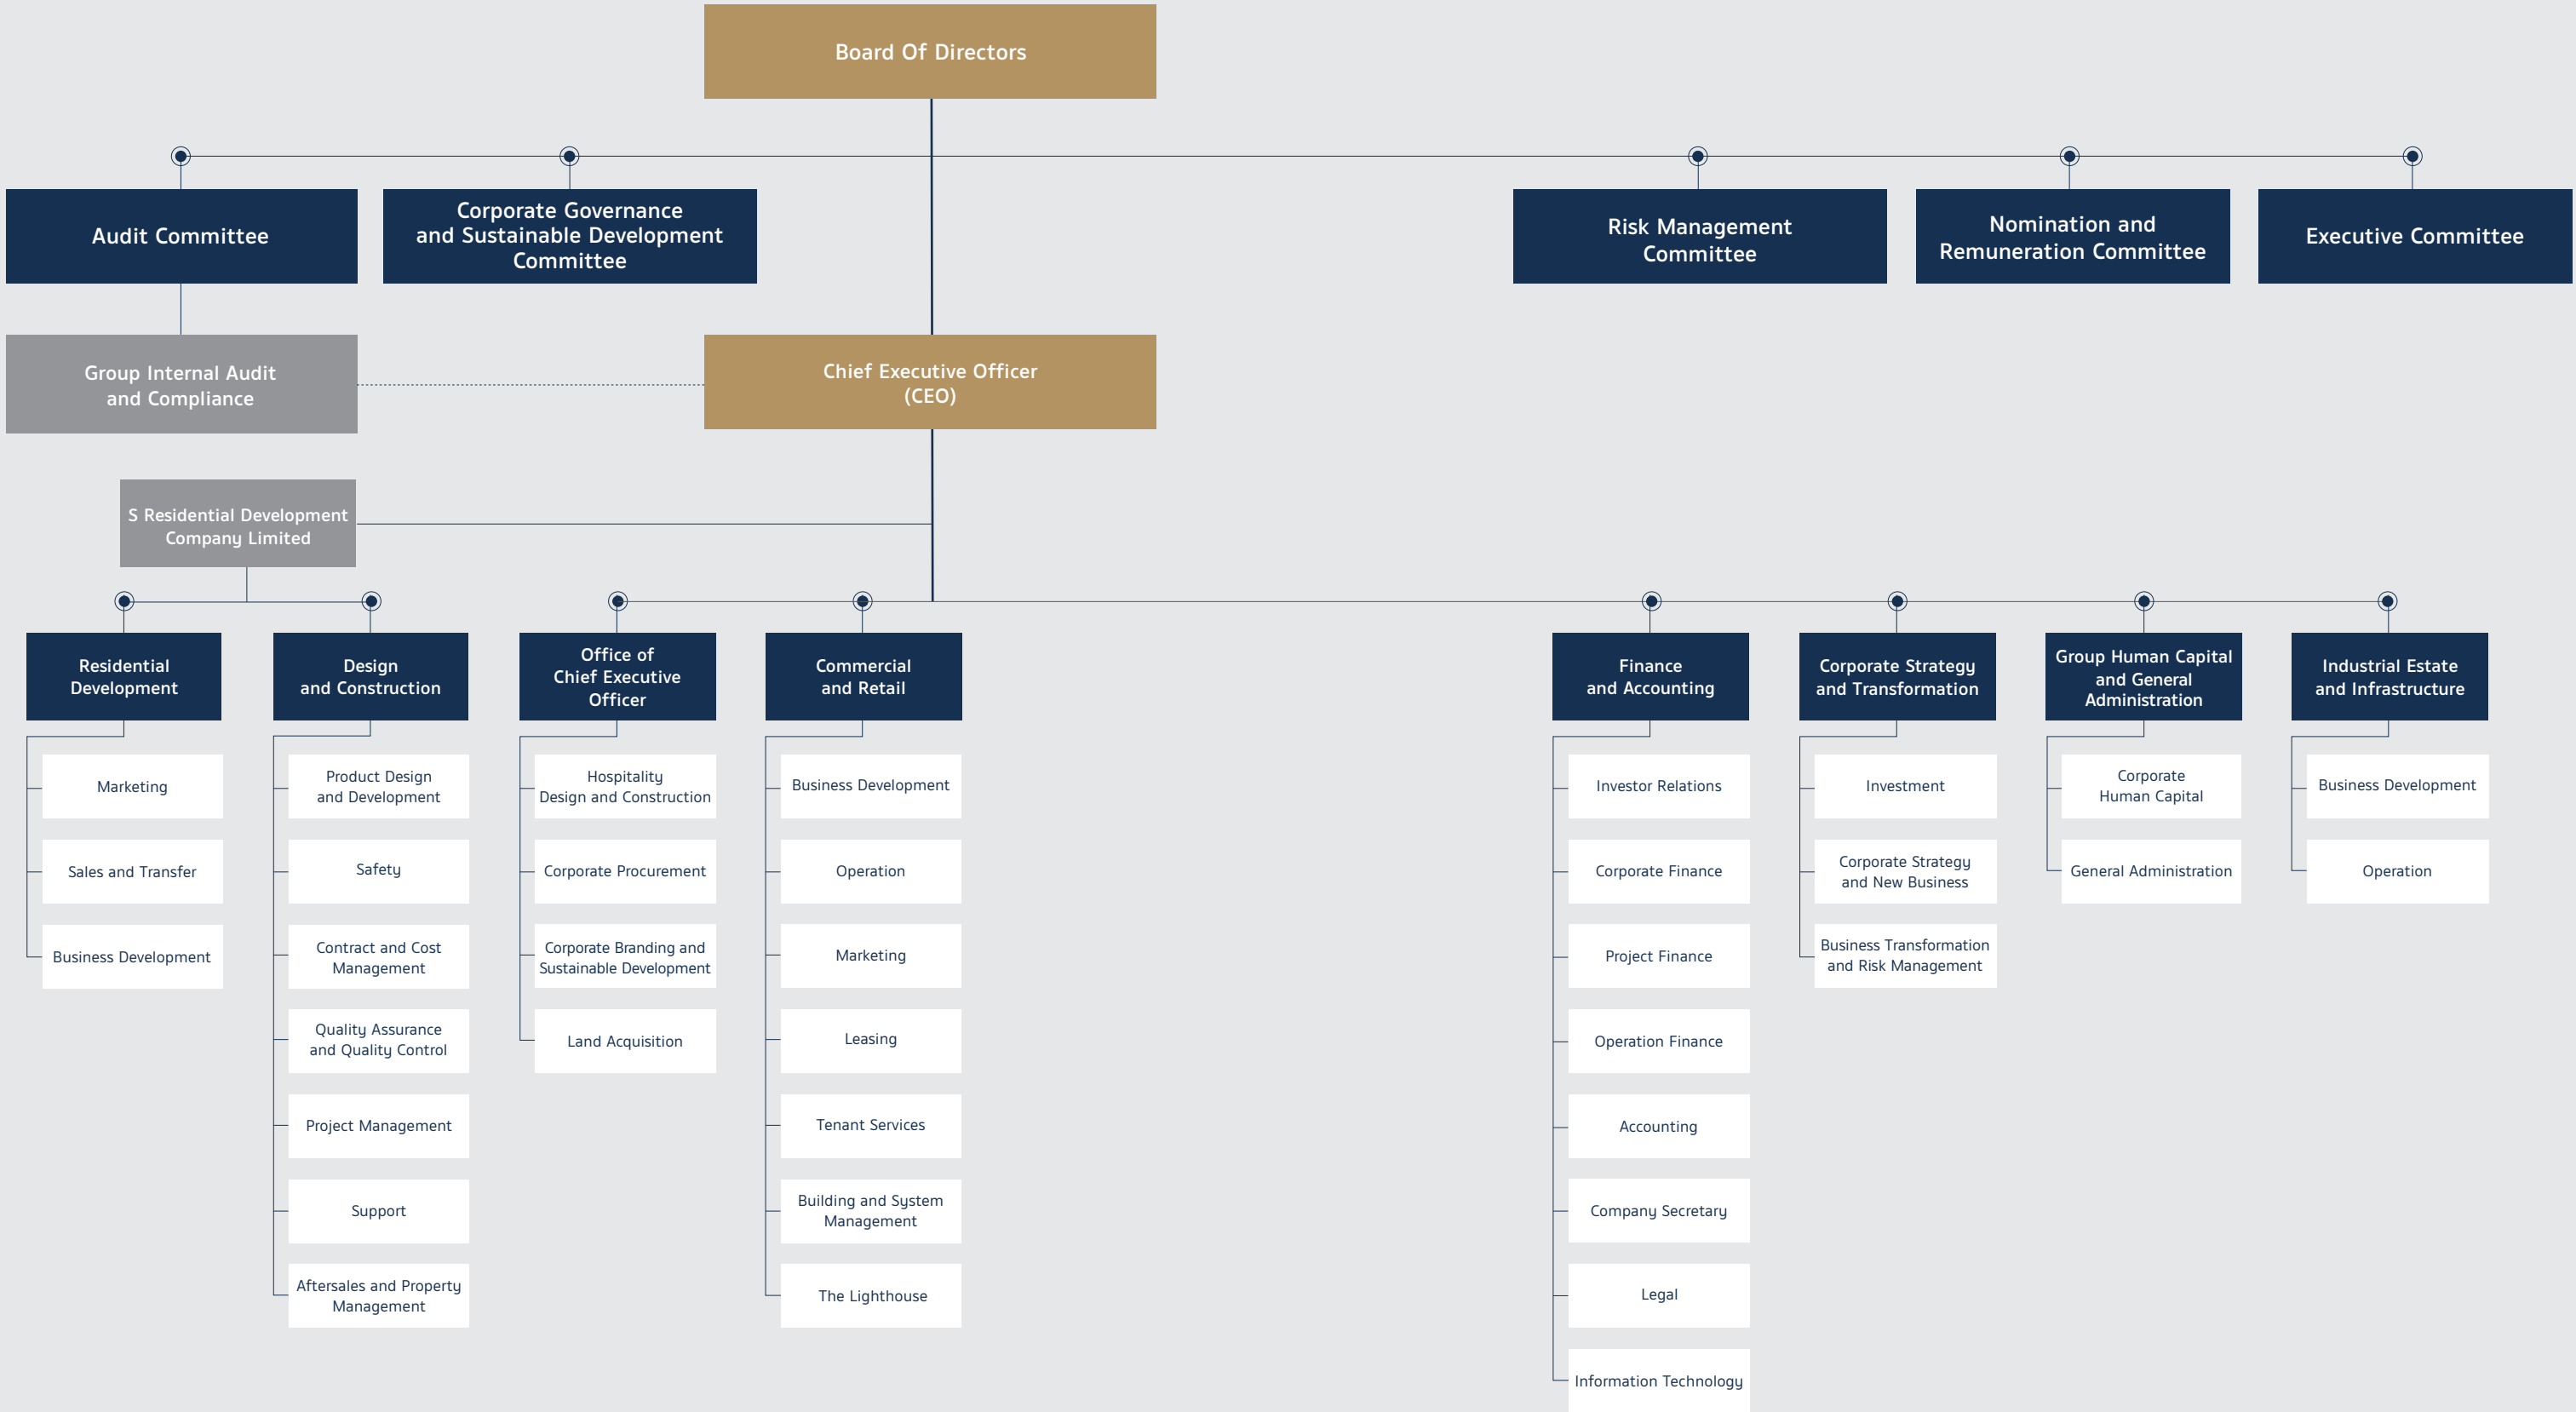 Board Of Directors
Audit Committee
Corporate Governance
and Sustainable Development
Committee
Risk Management
Committee
Nomination and
Remuneration Committee
Executive Committee
Group Internal Audit
and Compliance
Chief Executive Officer
(CEO)
S Residential Development
Company Limited
Residential
Development
Marketing
Sales and Transfer
Business Development
Design
and Construction
Product Design
and Development
Safety
Contract and Cost
Management
Quality Assurance
and Quality Control
Project Management
Support
Aftersales and Property
Management
Office of
Chief Executive
Officer
Hospitality
Design and Construction
Corporate Procurement
Corporate Branding and
Sustainable Development
Land Acquisition
Commercial
and Retail
Business Development
Operation
Marketing
Leasing
Tenant Services
Building and System
Management
The Lighthouse
Finance
and Accounting
Investor Relations
Corporate Finance
Project Finance
Operation Finance
Accounting
Company Secretary
Legal
Information Technology
Corporate Strategy
and Transformation
Investment
Corporate Strategy
and New Business
Business Transformation
and Risk Management
Group Human Capital
and General
Administration
Corporate
Human Capital
General Administration
Industrial Estate
and Infrastructure
Business Development
Operation